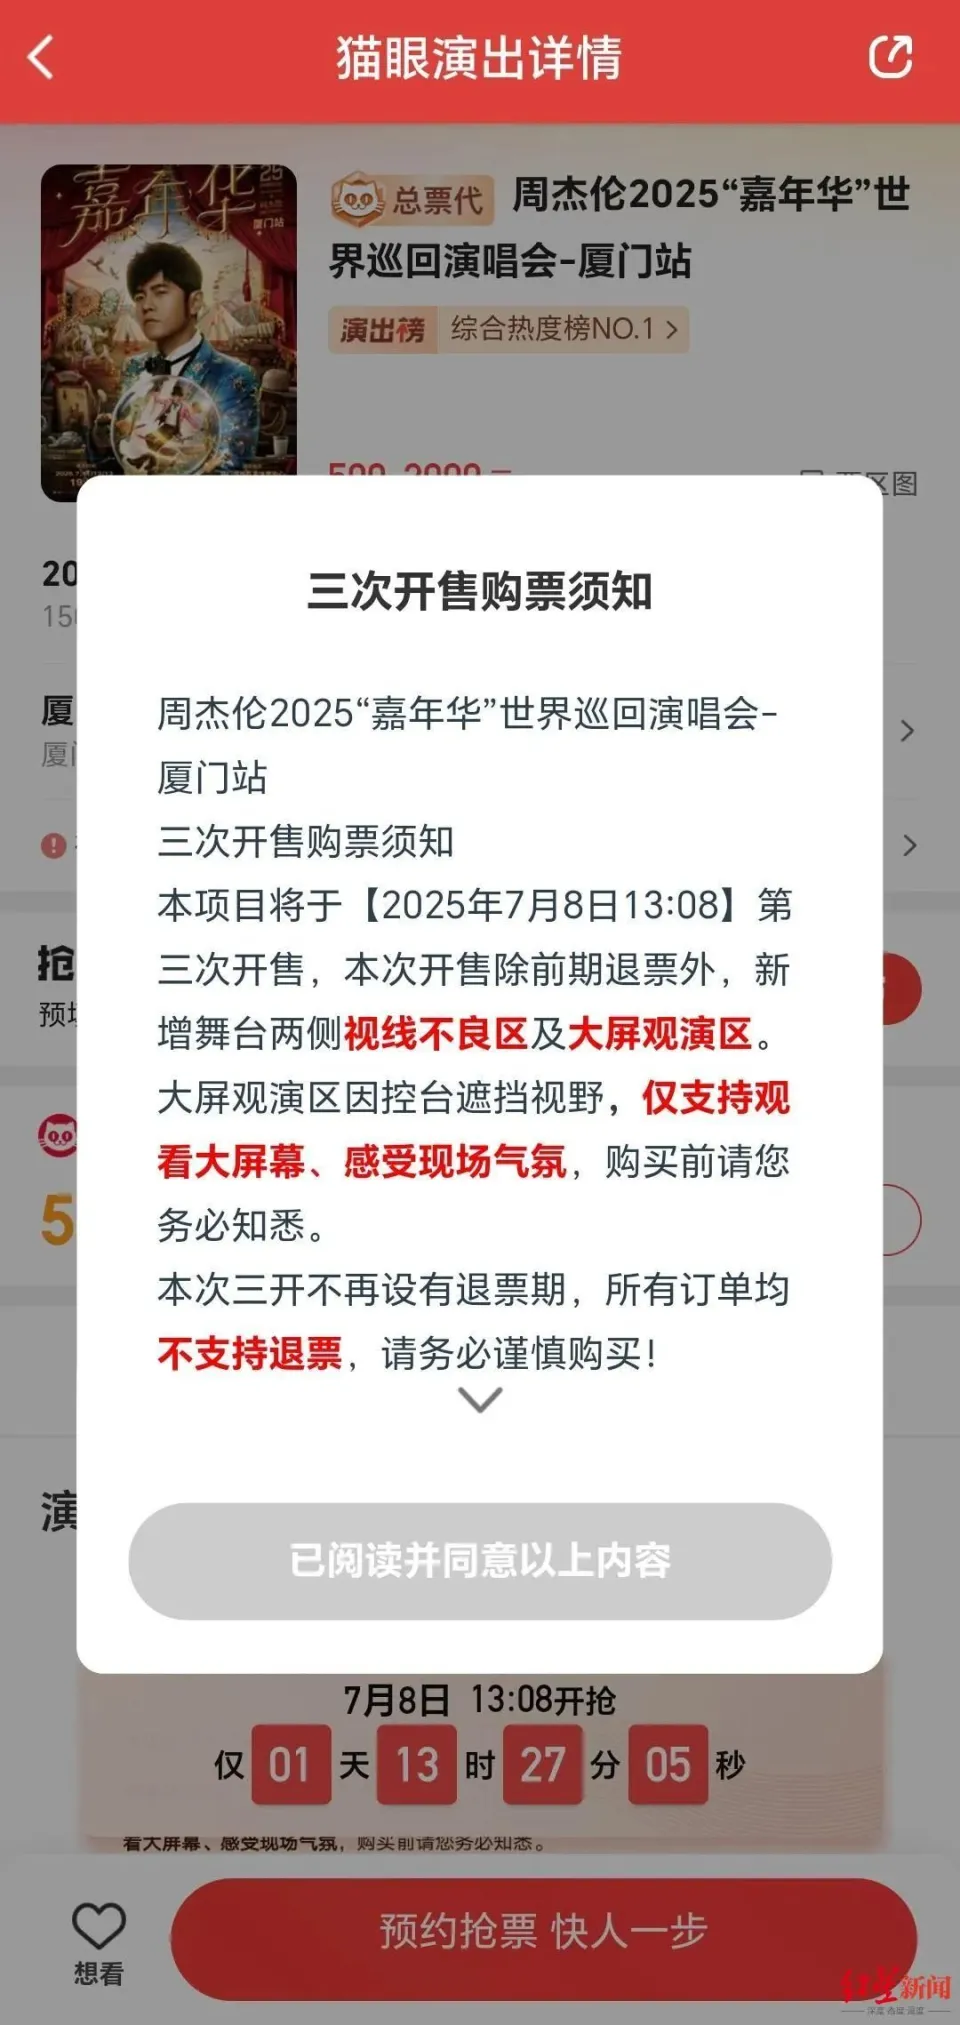 猫眼演出详情
嘉年华
厦门站
总票代 周杰伦2025“嘉年华”世
界巡回演唱会-厦门站
演出榜 综合热度榜NO.1
区图
20
15
厦
厦
抢
预
5
演
三次开售购票须知
周杰伦2025“嘉年华”世界巡回演唱会-
厦门站
三次开售购票须知
本项目将于【2025年7月8日13:08】第
三次开售，本次开售除前期退票外，新
增舞台两侧视线不良区及大屏观演区。
大屏观演区因控台遮挡视野，仅支持观
看大屏幕、感受现场气氛，购买前请您
务必知悉。
本次三开不再设有退票期，所有订单均
不支持退票，请务必谨慎购买！
已阅读并同意以上内容
7月8日 13:08开抢
仅 01 天 13 时 27 分 05 秒
看大屏幕、感受现场气氛，购买前请您务必知悉。
想看
预约抢票 快人一步
红星新闻